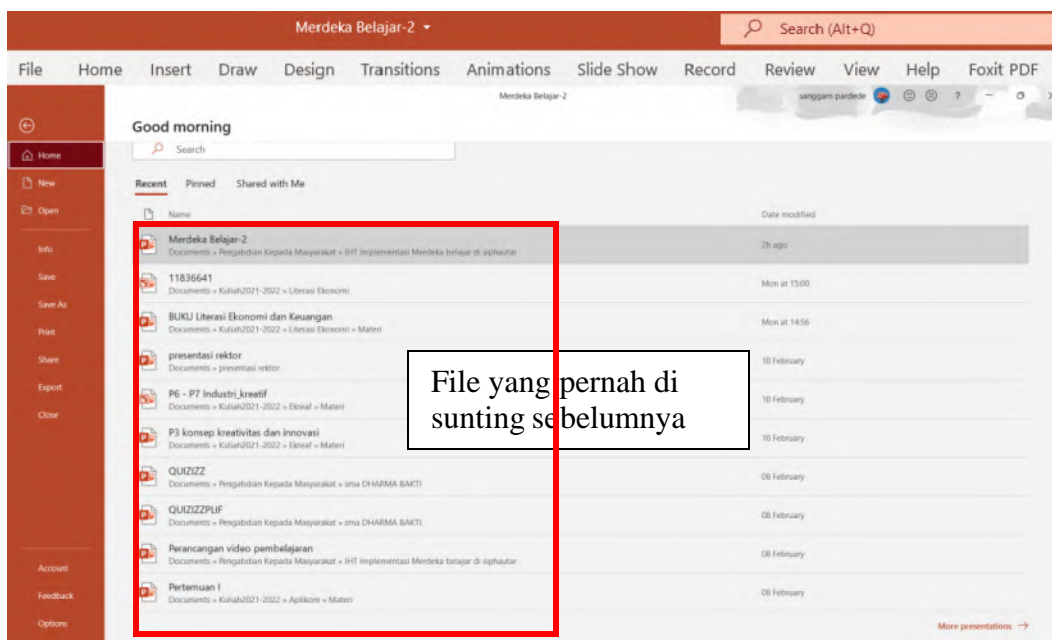 Merdeka Belajar-2
Search (Alt+Q)
File Home Insert Draw Design Transitions Animations Slide Show Record Review View Help Foxit PDF
Merdeka Belajar-2
sanggam pardede
?
Good morning
Home
Search
New
Recent Pinned Shared with Me
Open
Name Date modified
Info
Merdeka Belajar-2
Documents » Pengabdian Kepada Masyarakat » IHT Implementasi Merdeka belajar di siphautar
2h ago
Save
11836641
Documents » Kuliah2021-2022 » Literasi Ekonomi
Mon at 15:00
Save As
BUKU Literasi Ekonomi dan Keuangan
Documents » Kuliah2021-2022 » Literasi Ekonomi » Materi
Mon at 14:56
Print
Share
presentasi rektor
Documents » presentasi rektor
10 February
Export
P6 - P7 Industri_kreatif
Documents » Kuliah2021-2022 » Ekreaf » Materi
10 February
Close
P3 konsep kreativitas dan innovasi
Documents » Kuliah2021-2022 » Ekreaf » Materi
10 February
File yang pernah di
sunting sebelumnya
QUIZIZZ
Documents » Pengabdian Kepada Masyarakat » sma DHARMA BAKTI
08 February
QUIZIZZPLIF
Documents » Pengabdian Kepada Masyarakat » sma DHARMA BAKTI
08 February
Perancangan video pembelajaran
Documents » Pengabdian Kepada Masyarakat » IHT Implementasi Merdeka belajar di siphautar
08 February
Account
Pertemuan I
Documents » Kuliah2021-2022 » Aplikom » Materi
08 February
Feedback
Options
More presentations →